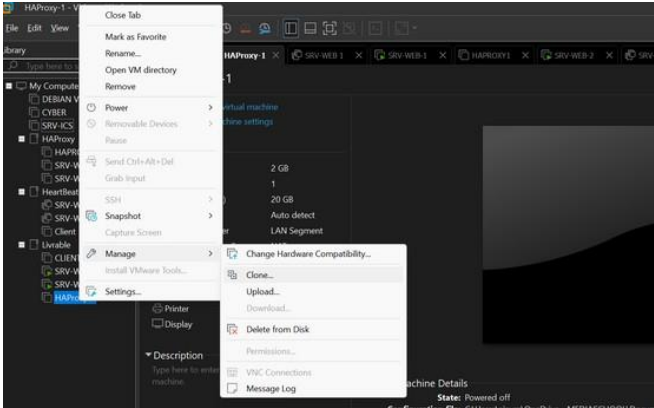 HAProxy-1 - V
File Edit View
Library
Type here to s
My Compute
DEBIAN V
CYBER
SRV-ICS
HAProxy
HAPRO
SRV-W
SRV-W
HeartBeat
SRV-W
SRV-W
Client
Livrable
CLIENT
SRV-W
SRV-W
HAProxy
Close Tab
Mark as Favorite
Rename...
Open VM directory
Remove
Power
Removable Devices
Pause
Send Ctrl+Alt+Del
Grab Input
SSH
Snapshot
Capture Screen
Manage
Install VMware Tools...
Settings...
HAProxy-1
SRV-WEB 1
SRV-WEB-1
HAPROXY1
SRV-WEB-2
SRV-
-1
virtual machine
chine settings
2 GB
1
20 GB
Auto detect
LAN Segment
Change Hardware Compatibility...
Clone...
Upload...
Download...
Delete from Disk
Permissions...
VNC Connections
Message Log
Printer
Display
Description
Type here to enter
machine.
achine Details
State: Powered off